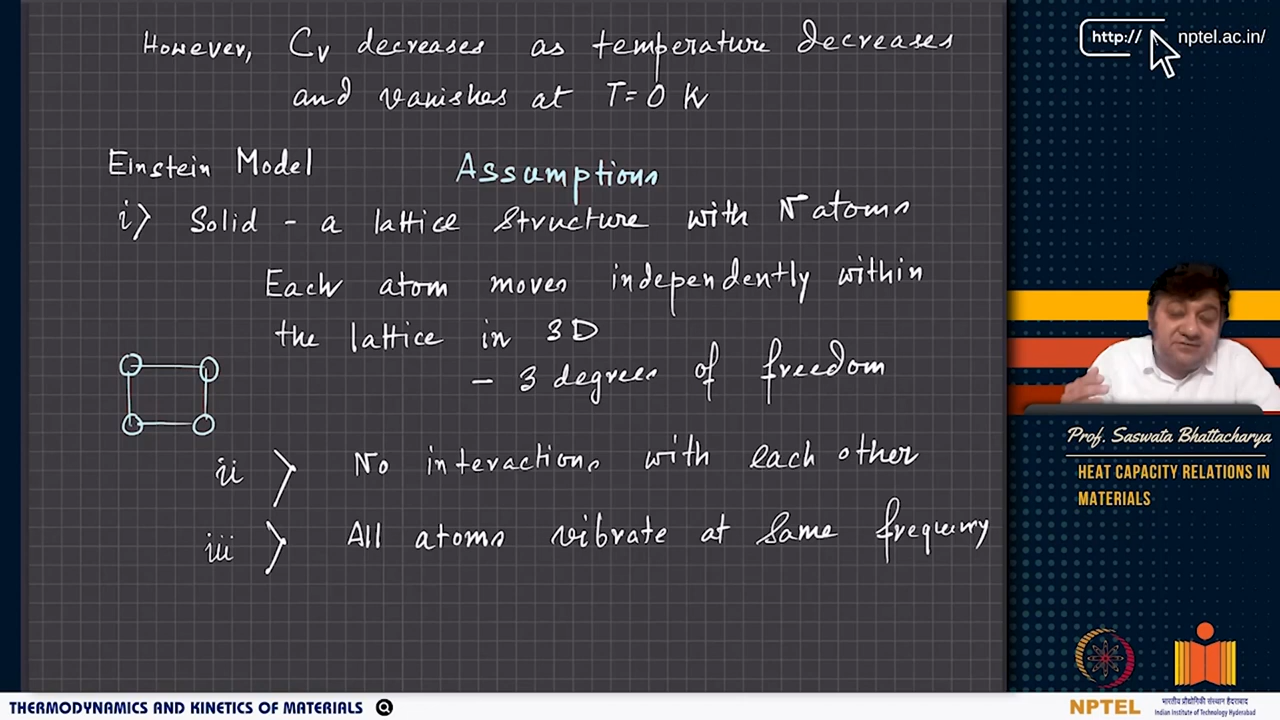 However, Cv decreases as temperature decreases
and vanishes at T=0 K
Einstein Model Assumptions
i) Solid - a lattice structure with N atoms
Each atom moves independently within
the lattice in 3D
- 3 degrees of freedom
ii) No interactions with each other
iii) All atoms vibrate at same frequency
http:// nptel.ac.in/
Prof. Saswata Bhattacharya
HEAT CAPACITY RELATIONS IN
MATERIALS
THERMODYNAMICS AND KINETICS OF MATERIALS
NPTEL
भारतीय प्रौद्योगिकी संस्थान हैदराबाद
Indian Institute of Technology Hyderabad